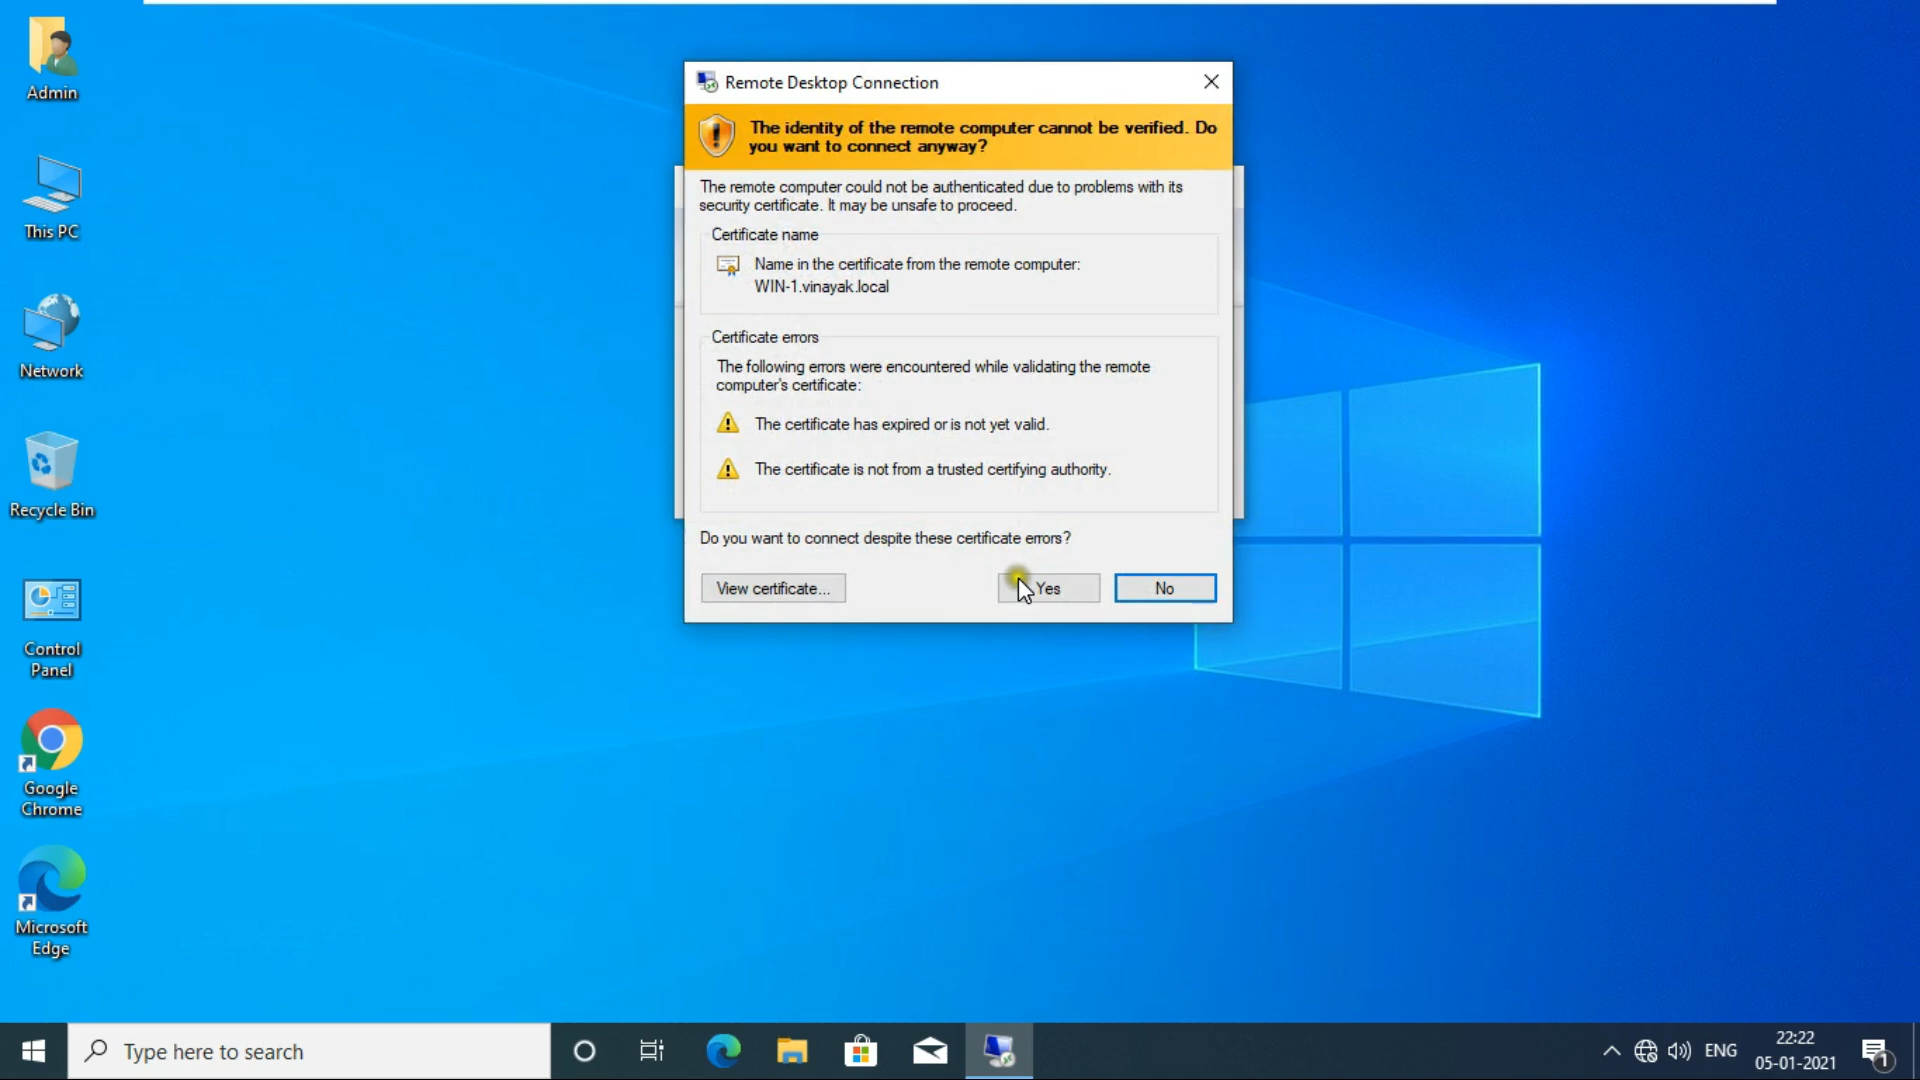 Admin
This PC
Network
Recycle Bin
Control
Panel
Google
Chrome
Microsoft
Edge
Remote Desktop Connection
The identity of the remote computer cannot be verified. Do
you want to connect anyway?
The remote computer could not be authenticated due to problems with its
security certificate. It may be unsafe to proceed.
Certificate name
Name in the certificate from the remote computer:
WIN-1.vinayak.local
Certificate errors
The following errors were encountered while validating the remote
computer's certificate:
The certificate has expired or is not yet valid.
The certificate is not from a trusted certifying authority.
Do you want to connect despite these certificate errors?
View certificate...
Yes
No
Type here to search
ENG
22:22
05-01-2021
1